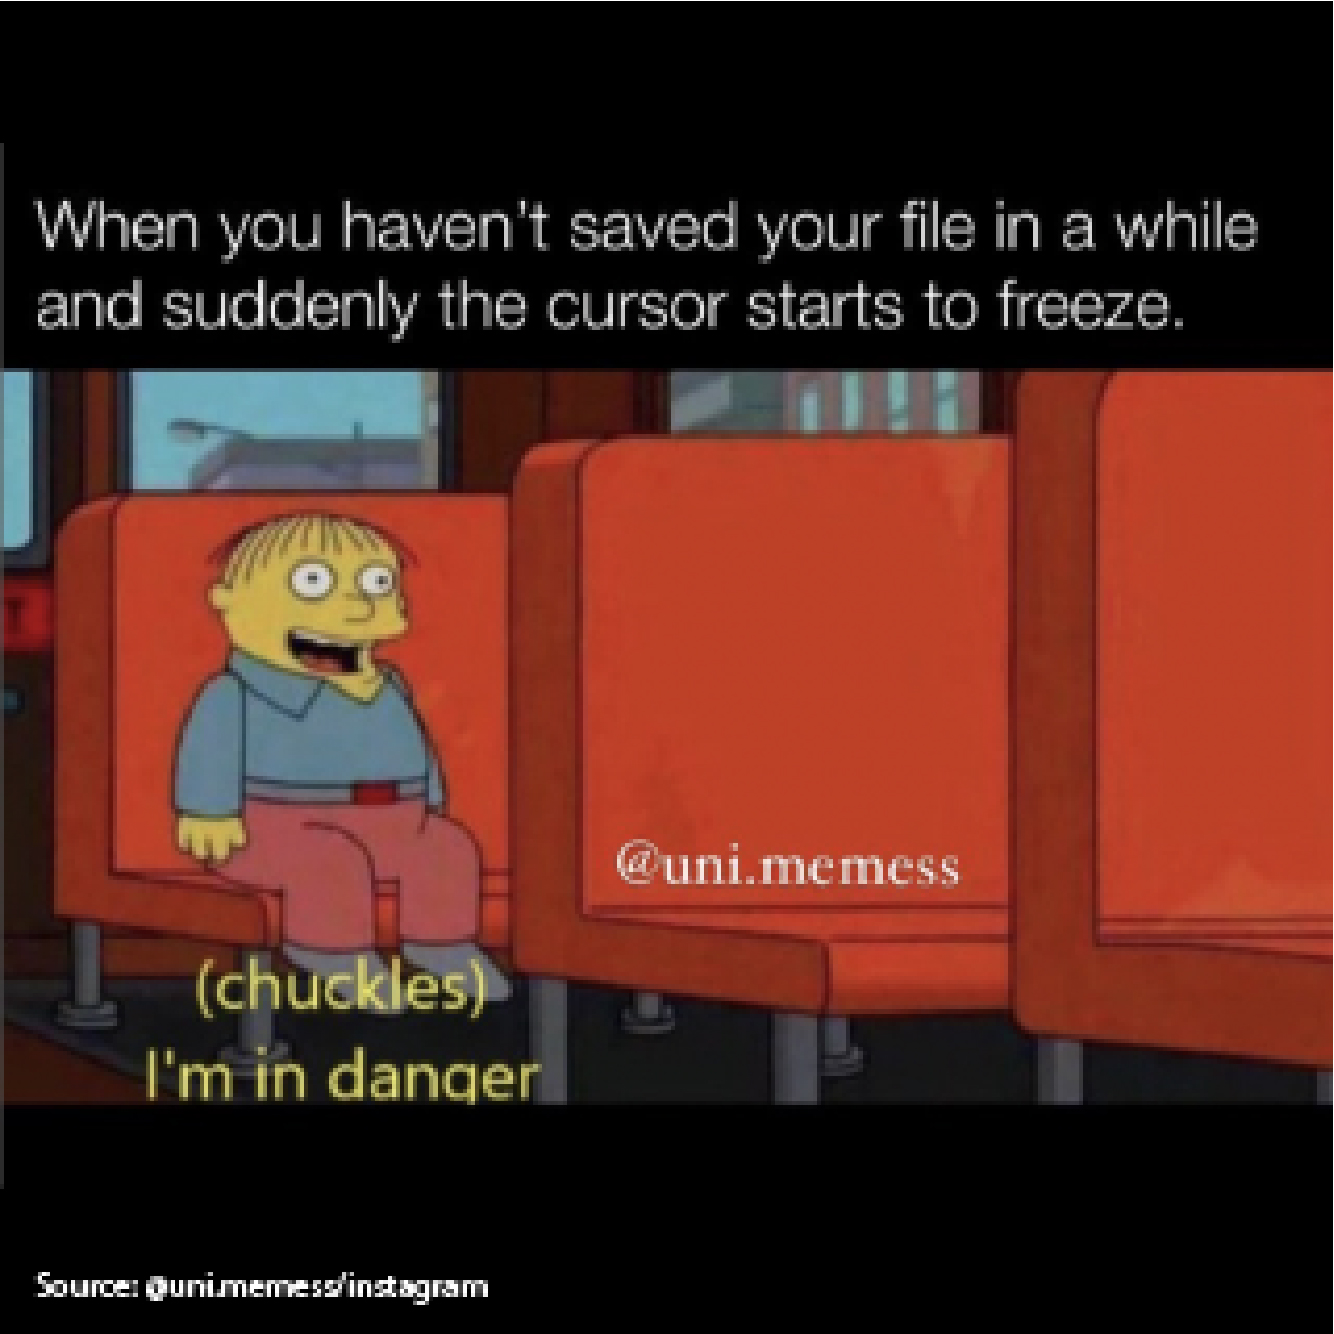 When you haven't saved your file in a while
and suddenly the cursor starts to freeze.
T
@uni.memess
(chuckles)
I'm in danger
Source: @uni.memess/instagram